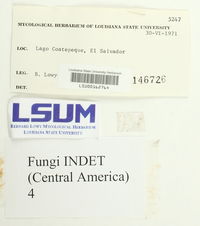 5247
MYCOLOGICAL HERBARIUM OF LOUISIANA STATE UNIVERSITY
30-VI-1971
LOC. Lago Coatepeque, El Salvador
LEG. B. Lowy
146726
DET.
LSUM
BERNARD LOWY MYCOLOGICAL HERBARIUM
LOUISIANA STATE UNIVERSITY
Fungi INDET
(Central America)
4